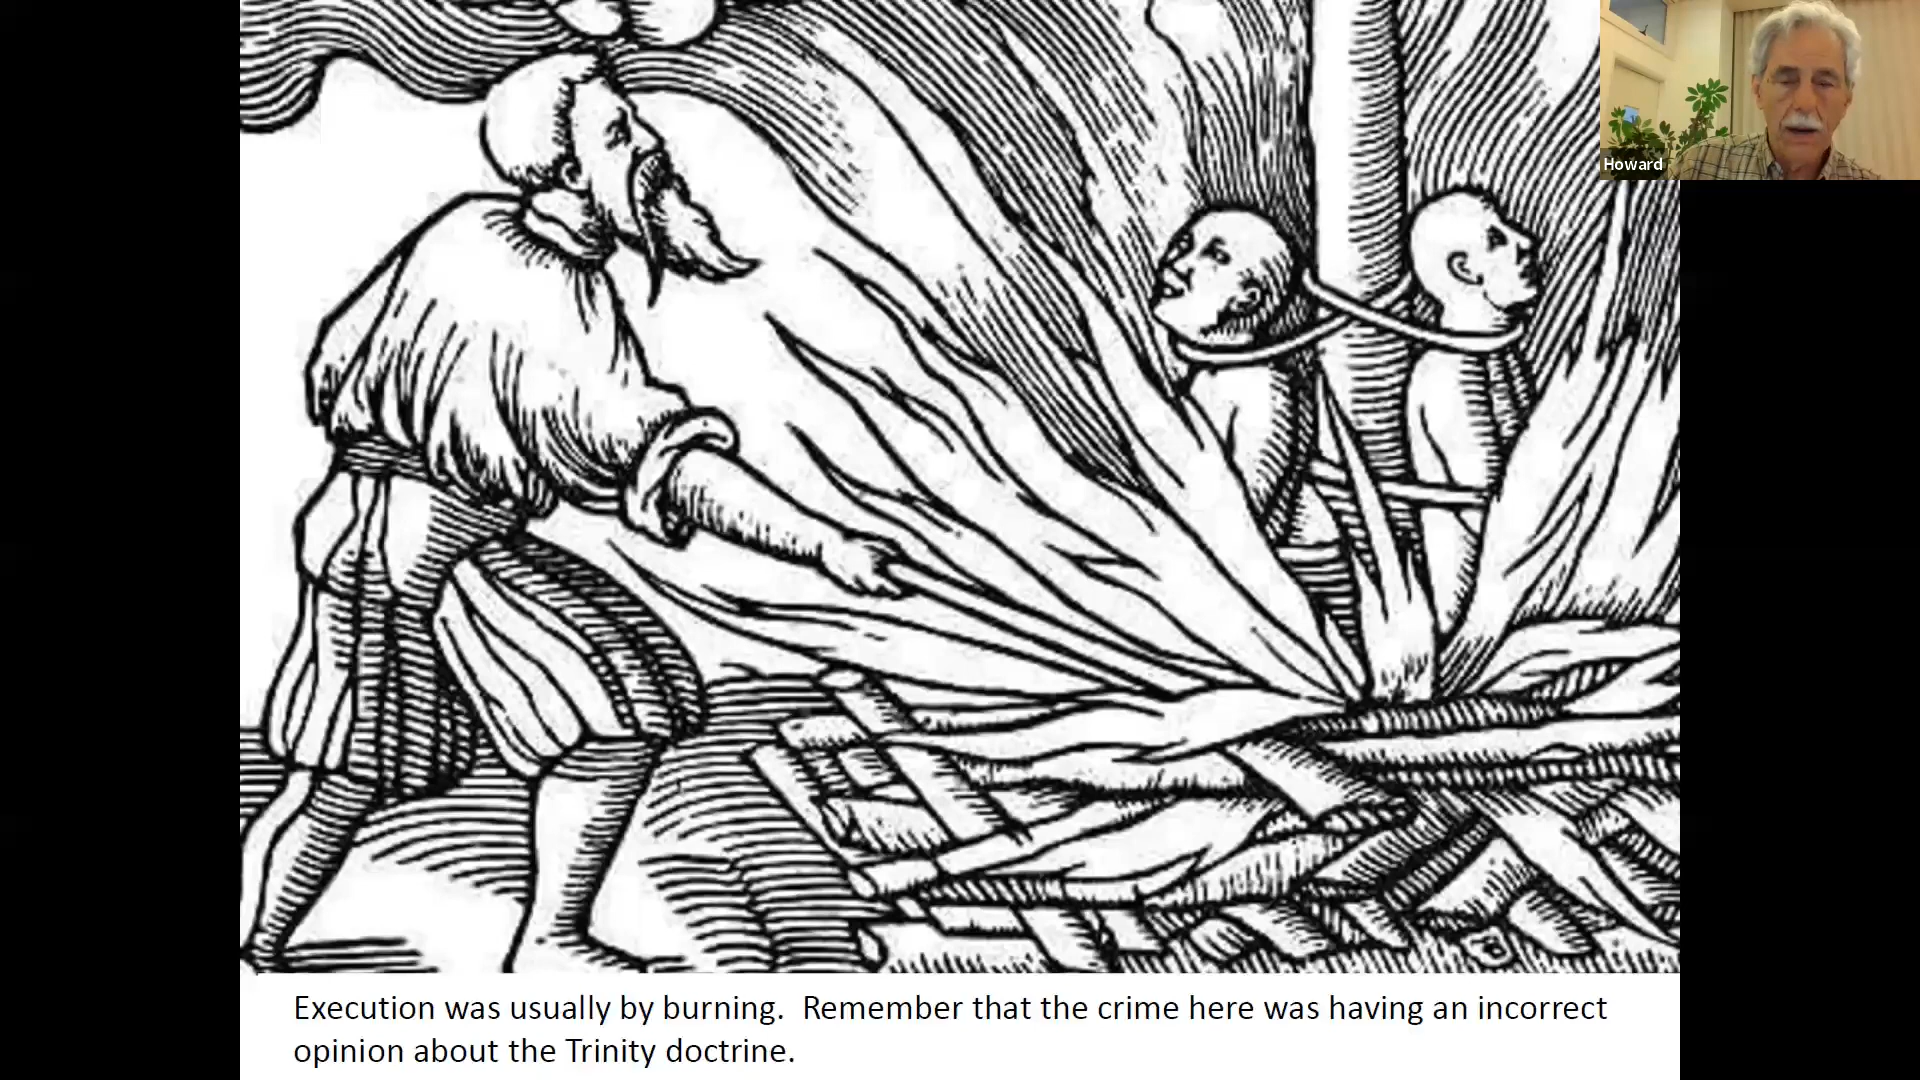 Howard
Execution was usually by burning.  Remember that the crime here was having an incorrect
opinion about the Trinity doctrine.